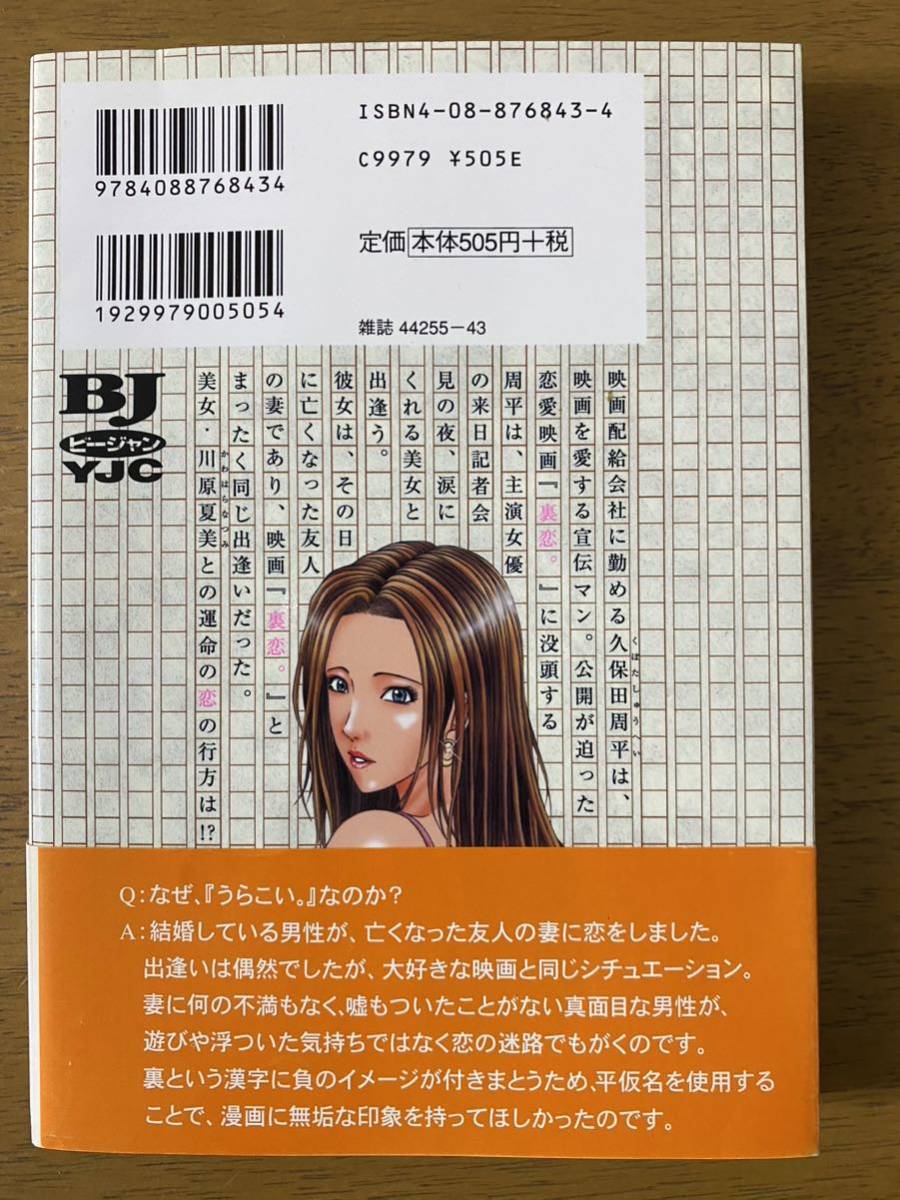 ISBN4-08-876843-4
C9979 ¥505E
9784088768434
定価 本体505円+税
1929979005054
雑誌 44255-43
BJ
ビージャン
YJC
映画配給会社に勤める久保田周平は、
くぼたしゅうへい
映画を愛する宣伝マン。公開が迫った
恋愛映画『裏恋。』に没頭する
周平は、主演女優
の来日記者会
見の夜、涙に
くれる美女と
出逢う。
彼女は、その日
に亡くなった友人
の妻であり、映画『裏恋。』と
まったく同じ出逢いだった。
美女・川原夏美との運命の恋の行方は!?
かわはらなつみ
Q:なぜ、『うらこい。』なのか?
A:結婚している男性が、亡くなった友人の妻に恋をしました。
出逢いは偶然でしたが、大好きな映画と同じシチュエーション。
妻に何の不満もなく、嘘もついたことがない真面目な男性が、
遊びや浮ついた気持ちではなく恋の迷路でもがくのです。
裏という漢字に負のイメージが付きまとうため、平仮名を使用する
ことで、漫画に無垢な印象を持ってほしかったのです。